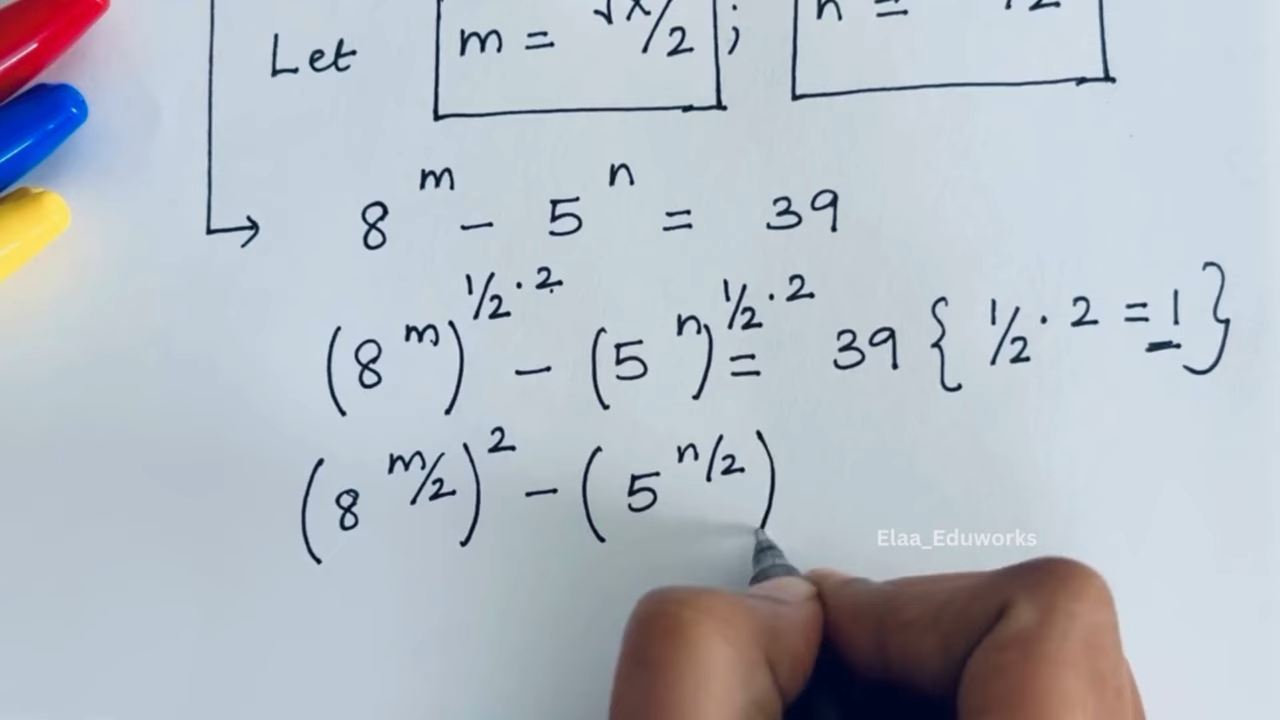 Let m = √x/2 ; n =
8^m - 5^n = 39
(8^m)^1/2·2 - (5^n)^1/2·2 = 39 { 1/2 · 2 = 1 }
(8^m/2)^2 - (5^n/2)
Elaa_Eduworks